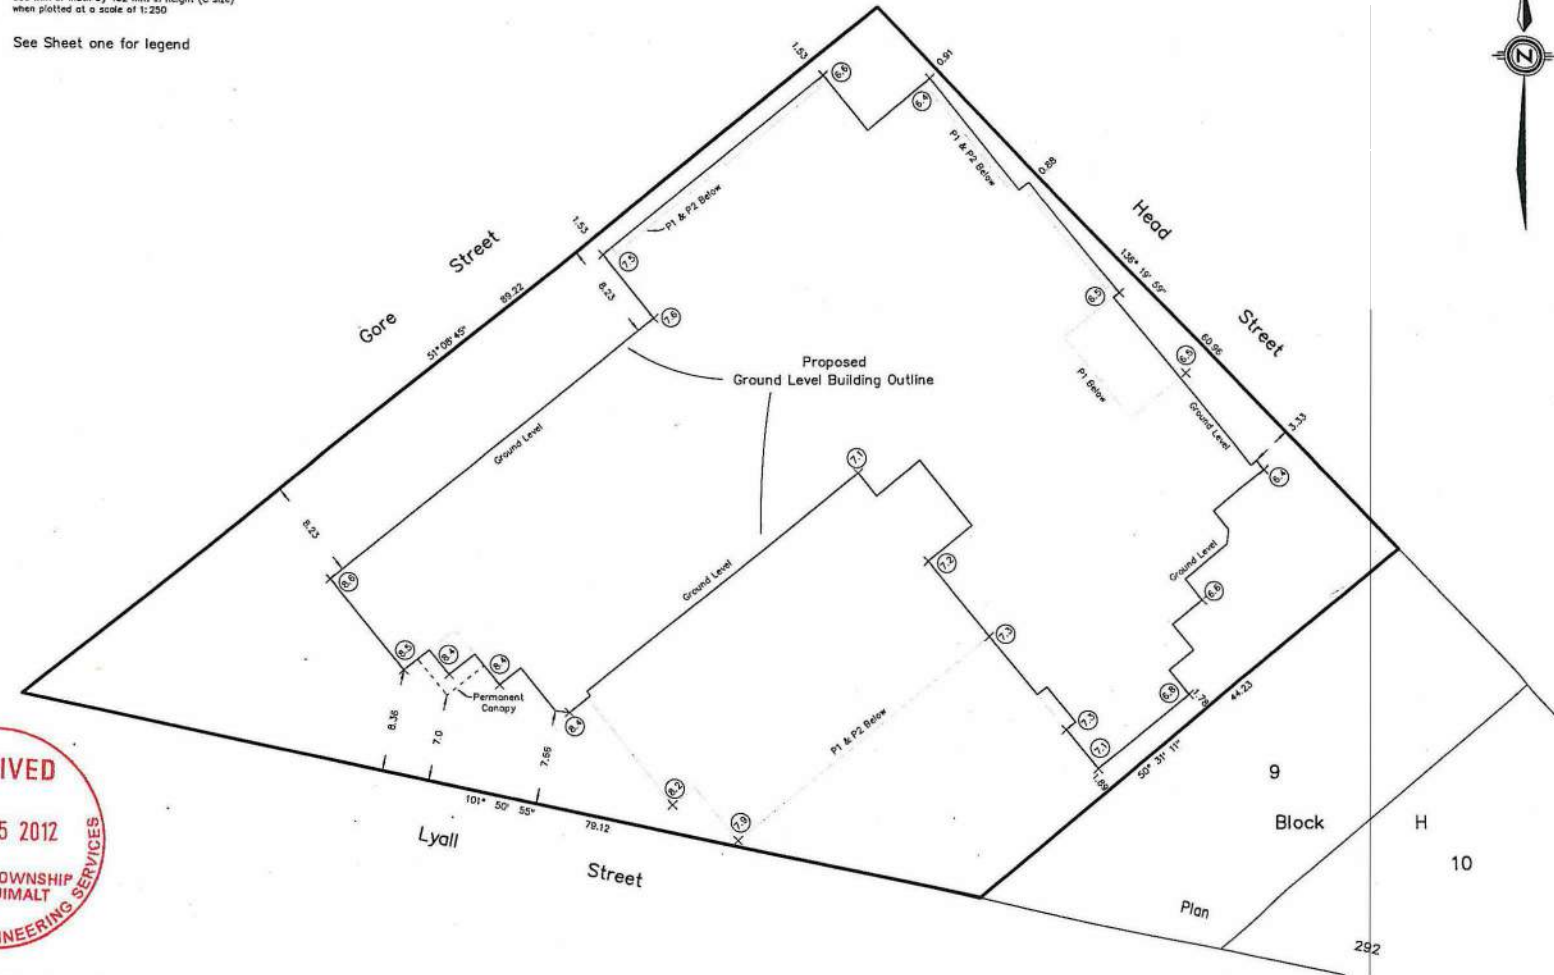 when plotted at a scale of 1:250
See Sheet one for legend
1.53
6.6
0.91
6.4
N
P1 & P2 Below
0.88
P1 & P2 Below
Head
1.53
Street
7.5
138° 19' 59"
6.5
8.23
89.22
7.6
Gore
Street
51° 08' 45"
60.96
6.5
Proposed
Ground Level Building Outline
P1 Below
Ground Level
3.33
Ground Level
7.1
6.4
8.23
Ground Level
7.2
Ground Level
8.6
6.6
7.3
8.5
8.4
8.4
6.8
1.78
44.23
Permanent
Canopy
8.36
7.0
7.66
8.4
P1 & P2 Below
7.3
7.1
50° 31' 11"
1.89
8.2
7.9
101° 50' 55"
79.12
Lyall
Street
9
Block
H
10
Plan
292
IVED
5 2012
OWNSHIP
UIMALT
NEERING SERVICES